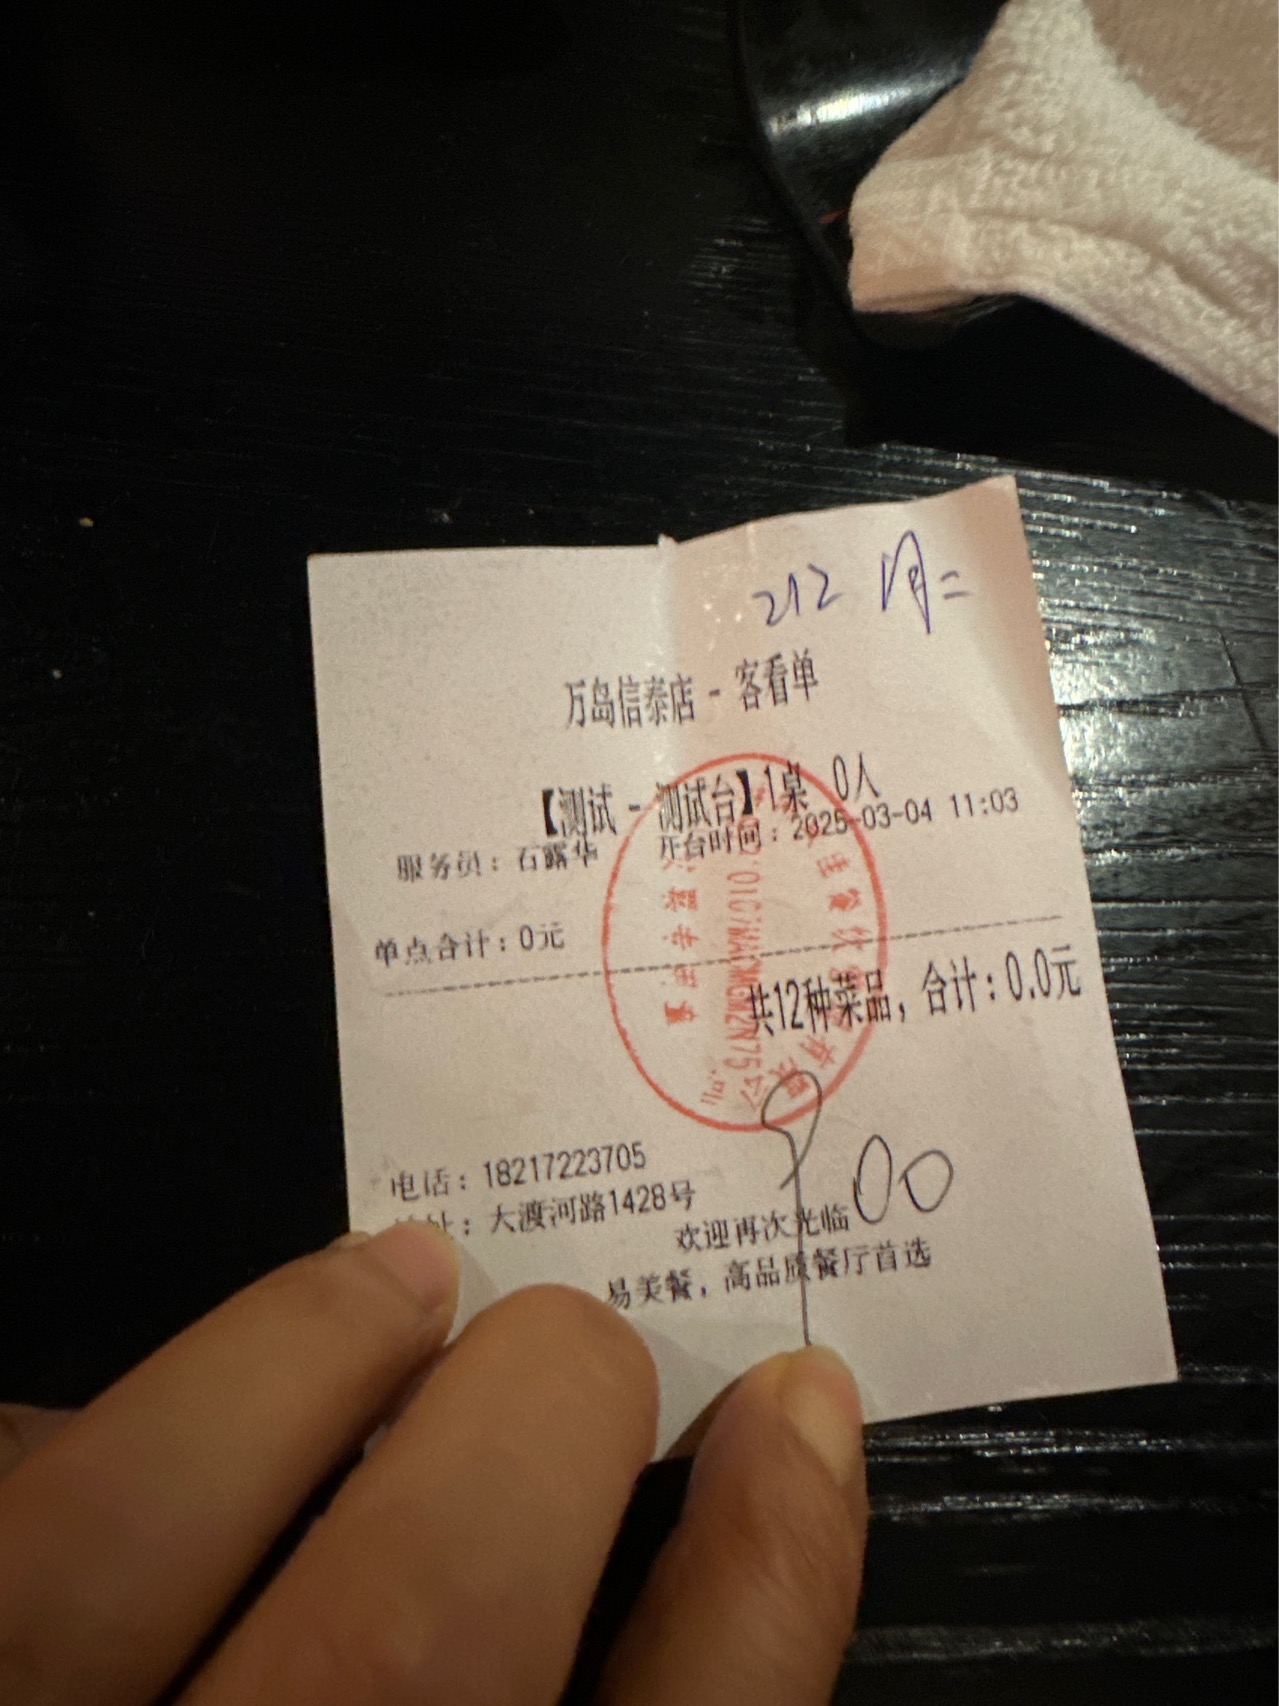 212
万岛信泰店 - 客看单
【测试 - 测试台】1桌 0人
服务员：石露华 开台时间：2025-03-04 11:03
单点合计：0元
共12种菜品，合计：0.0元
电话：18217223705
址：大渡河路1428号
欢迎再次光临
易美餐，高品质餐厅首选